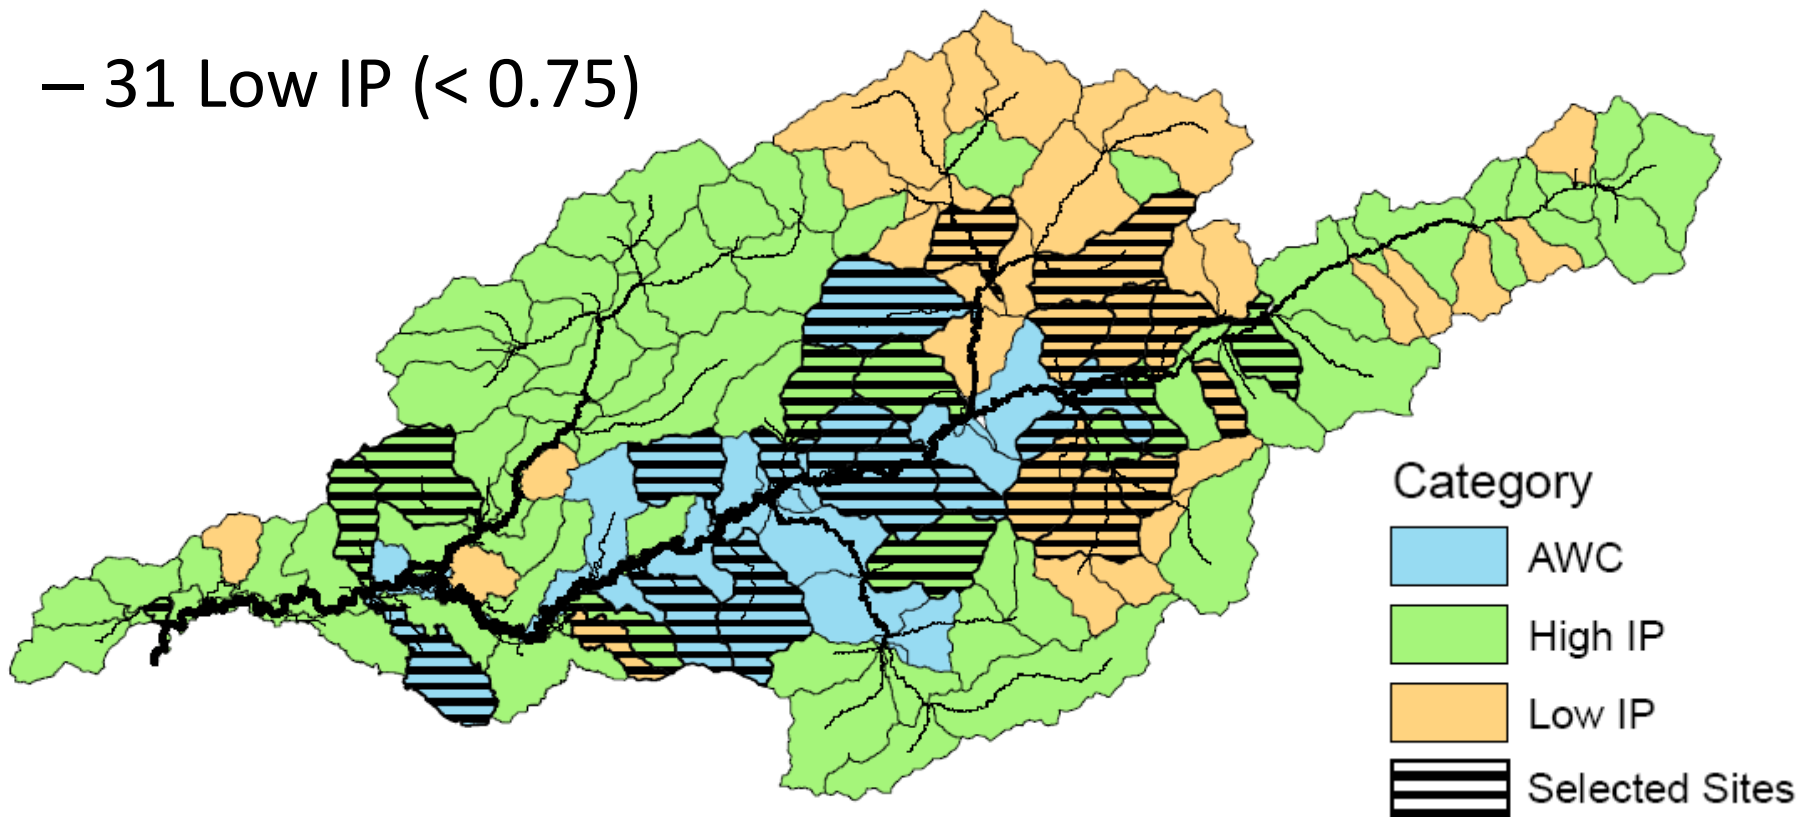 – 31 Low IP (< 0.75)
Category
AWC
High IP
Low IP
Selected Sites